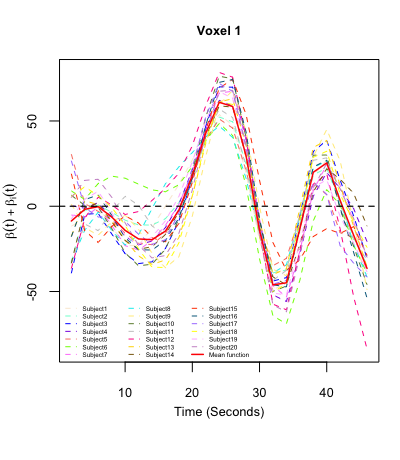 Voxel 1
β(t) + βᵢ(t)
50
0
-50
Subject1 Subject8 Subject15
Subject2 Subject9 Subject16
Subject3 Subject10 Subject17
Subject4 Subject11 Subject18
Subject5 Subject12 Subject19
Subject6 Subject13 Subject20
Subject7 Subject14 Mean function
10 20 30 40
Time (Seconds)